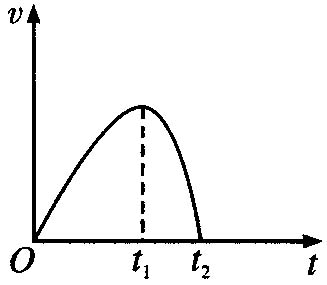 v
O t₁ t₂ t